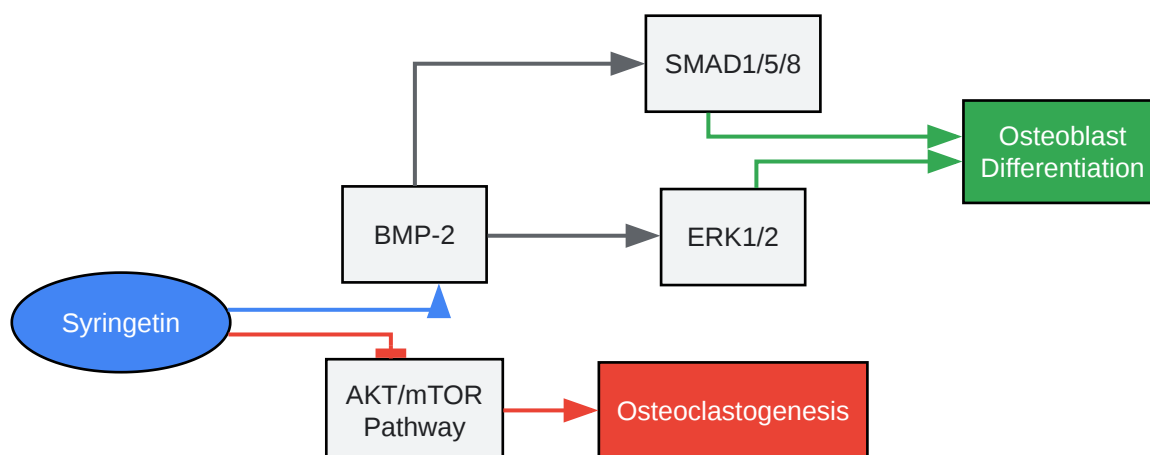 SMAD1/5/8
Osteoblast
Differentiation
BMP-2
ERK1/2
Syringetin
AKT/mTOR
Pathway
Osteoclastogenesis